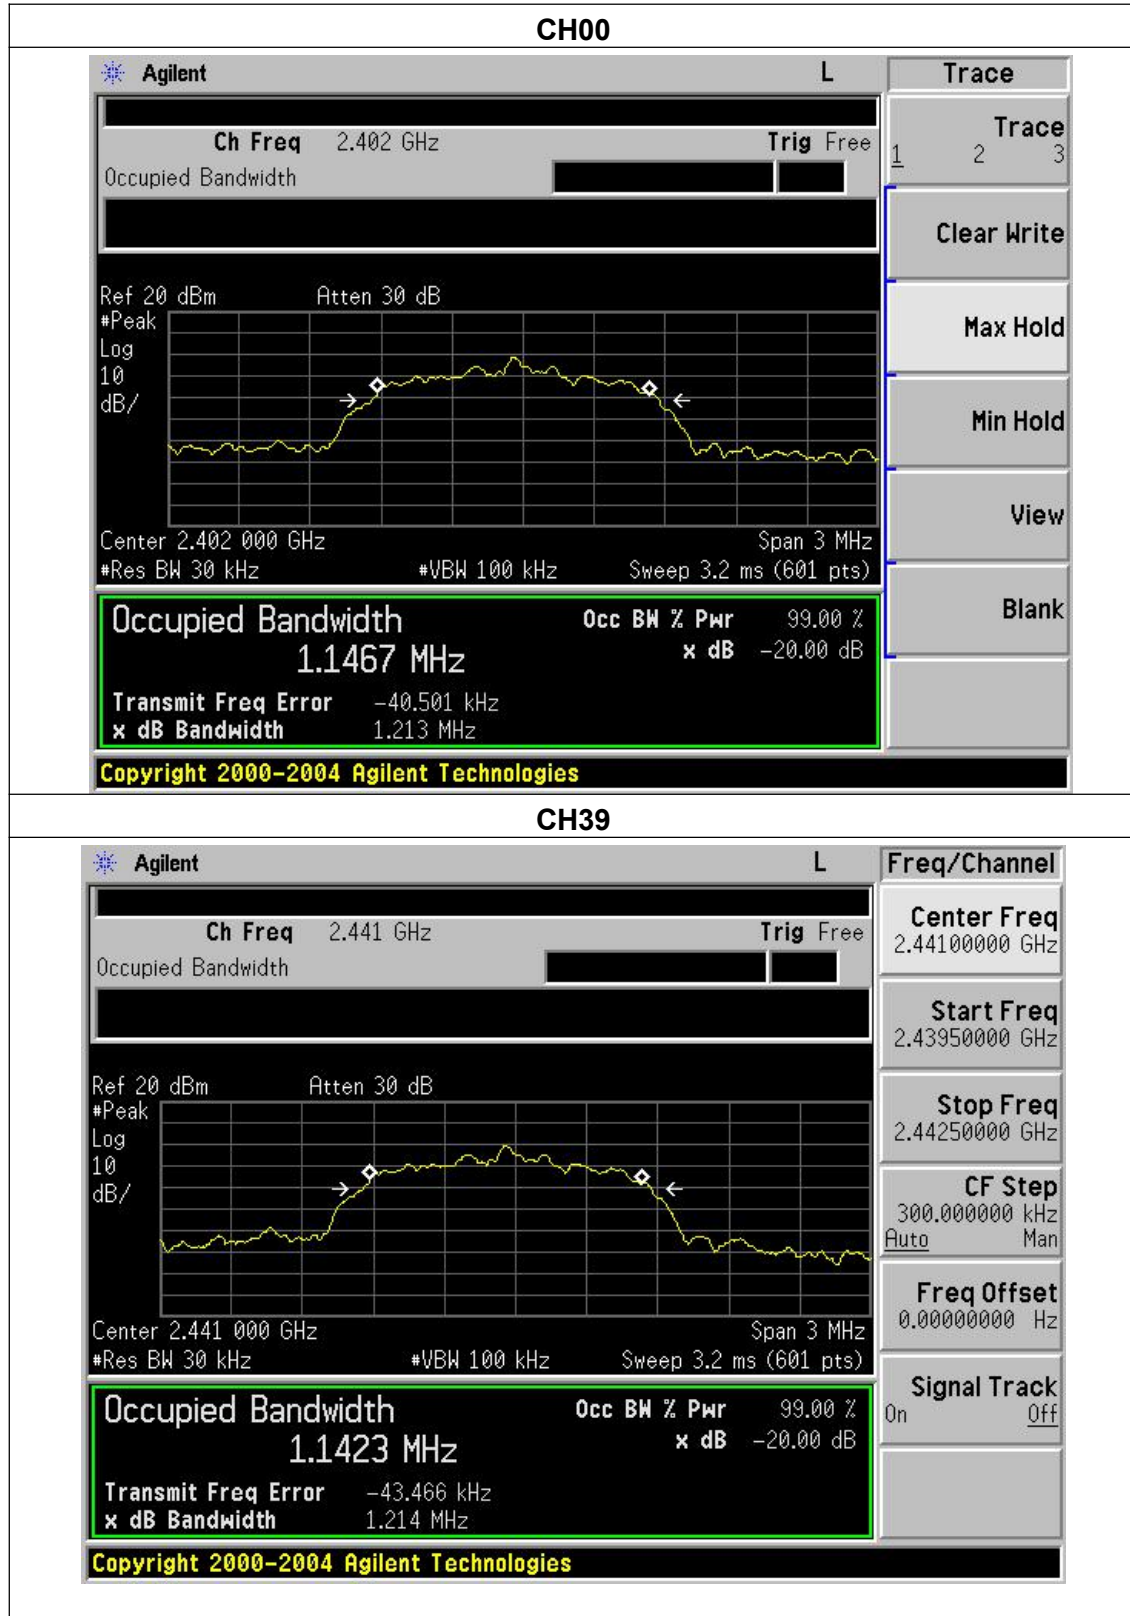 CH00
Agilent L Trace
Ch Freq 2.402 GHz Trig Free
Occupied Bandwidth
Trace
1 2 3
Clear Write
Max Hold
Min Hold
View
Blank
Ref 20 dBm Atten 30 dB
#Peak
Log
10
dB/
Center 2.402 000 GHz Span 3 MHz
#Res BW 30 kHz #VBW 100 kHz Sweep 3.2 ms (601 pts)
Occupied Bandwidth Occ BW % Pwr 99.00 %
1.1467 MHz x dB -20.00 dB
Transmit Freq Error -40.501 kHz
x dB Bandwidth 1.213 MHz
Copyright 2000-2004 Agilent Technologies
CH39
Agilent L Freq/Channel
Ch Freq 2.441 GHz Trig Free
Occupied Bandwidth
Center Freq
2.44100000 GHz
Start Freq
2.43950000 GHz
Stop Freq
2.44250000 GHz
CF Step
300.000000 kHz
Auto Man
Freq Offset
0.00000000 Hz
Signal Track
On Off
Ref 20 dBm Atten 30 dB
#Peak
Log
10
dB/
Center 2.441 000 GHz Span 3 MHz
#Res BW 30 kHz #VBW 100 kHz Sweep 3.2 ms (601 pts)
Occupied Bandwidth Occ BW % Pwr 99.00 %
1.1423 MHz x dB -20.00 dB
Transmit Freq Error -43.466 kHz
x dB Bandwidth 1.214 MHz
Copyright 2000-2004 Agilent Technologies